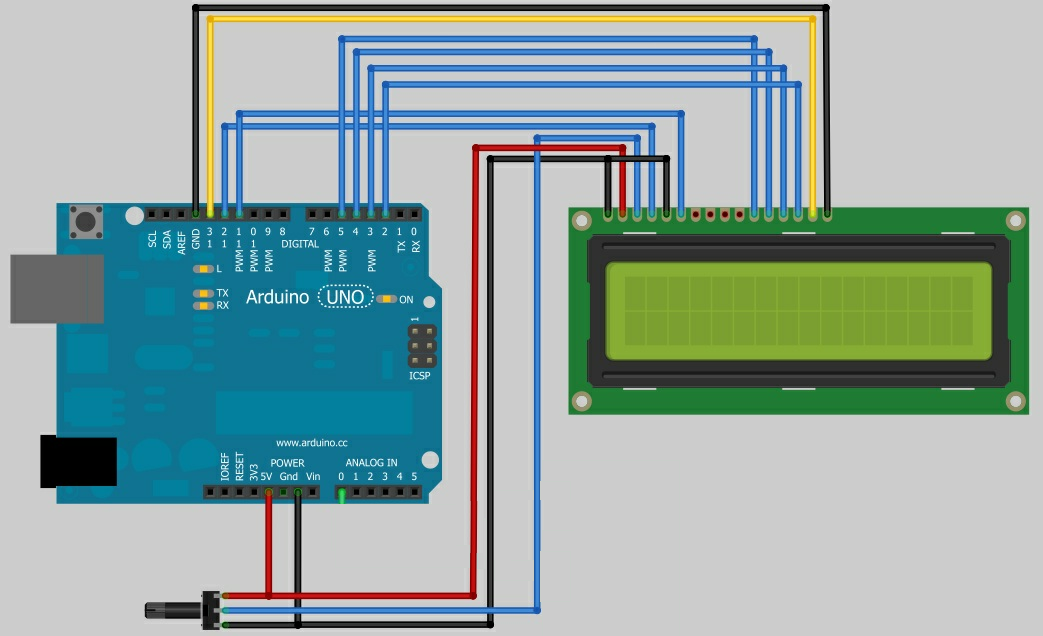 SCL
SDA
AREF
GND
13
12
PWM 11
PWM 10
PWM 9
8
7
PWM 6
PWM 5
4
PWM 3
2
TX 1
RX 0
DIGITAL
L
TX
RX
Arduino UNO
ON
1
ICSP
www.arduino.cc
POWER
ANALOG IN
IOREF
RESET
3V3
5V Gnd Vin
0 1 2 3 4 5